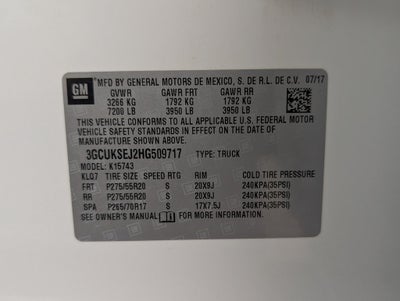 GM
MFD BY GENERAL MOTORS DE MEXICO, S. DE R.L. DE C.V. 07/17
GVWR GAWR FRT GAWR RR
3266 KG 1792 KG 1792 KG
7200 LB 3950 LB 3950 LB
THIS VEHICLE CONFORMS TO ALL APPLICABLE U.S. FEDERAL MOTOR
VEHICLE SAFETY STANDARDS IN EFFECT ON THE DATE OF
MANUFACTURE SHOWN ABOVE.
3GCUKSEJ2HG509717 TYPE: TRUCK
MODEL: K15743
KLQ7 TIRE SIZE SPEED RTG RIM COLD TIRE PRESSURE
FRT P275/55R20 S 20X9J 240KPA(35PSI)
RR P275/55R20 S 20X9J 240KPA(35PSI)
SPA P265/70R17 S 17X7.5J 240KPA(35PSI)
SEE OWNERS MANUAL FOR MORE INFORMATION.